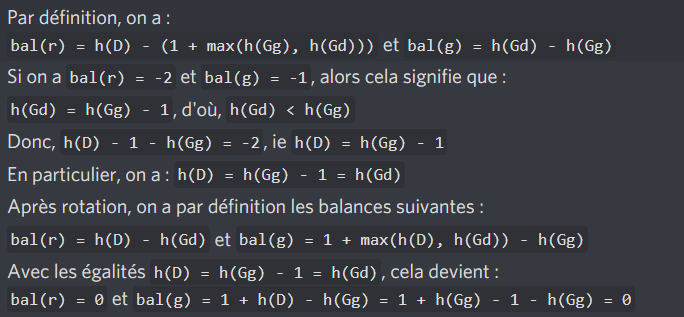 Par définition, on a :
bal(r) = h(D) - (1 + max(h(Gg), h(Gd))) et bal(g) = h(Gd) - h(Gg)
Si on a bal(r) = -2 et bal(g) = -1, alors cela signifie que :
h(Gd) = h(Gg) - 1, d'où, h(Gd) < h(Gg)
Donc, h(D) - 1 - h(Gg) = -2, ie h(D) = h(Gg) - 1
En particulier, on a : h(D) = h(Gg) - 1 = h(Gd)
Après rotation, on a par définition les balances suivantes :
bal(r) = h(D) - h(Gd) et bal(g) = 1 + max(h(D), h(Gd)) - h(Gg)
Avec les égalités h(D) = h(Gg) - 1 = h(Gd), cela devient :
bal(r) = 0 et bal(g) = 1 + h(D) - h(Gg) = 1 + h(Gg) - 1 - h(Gg) = 0